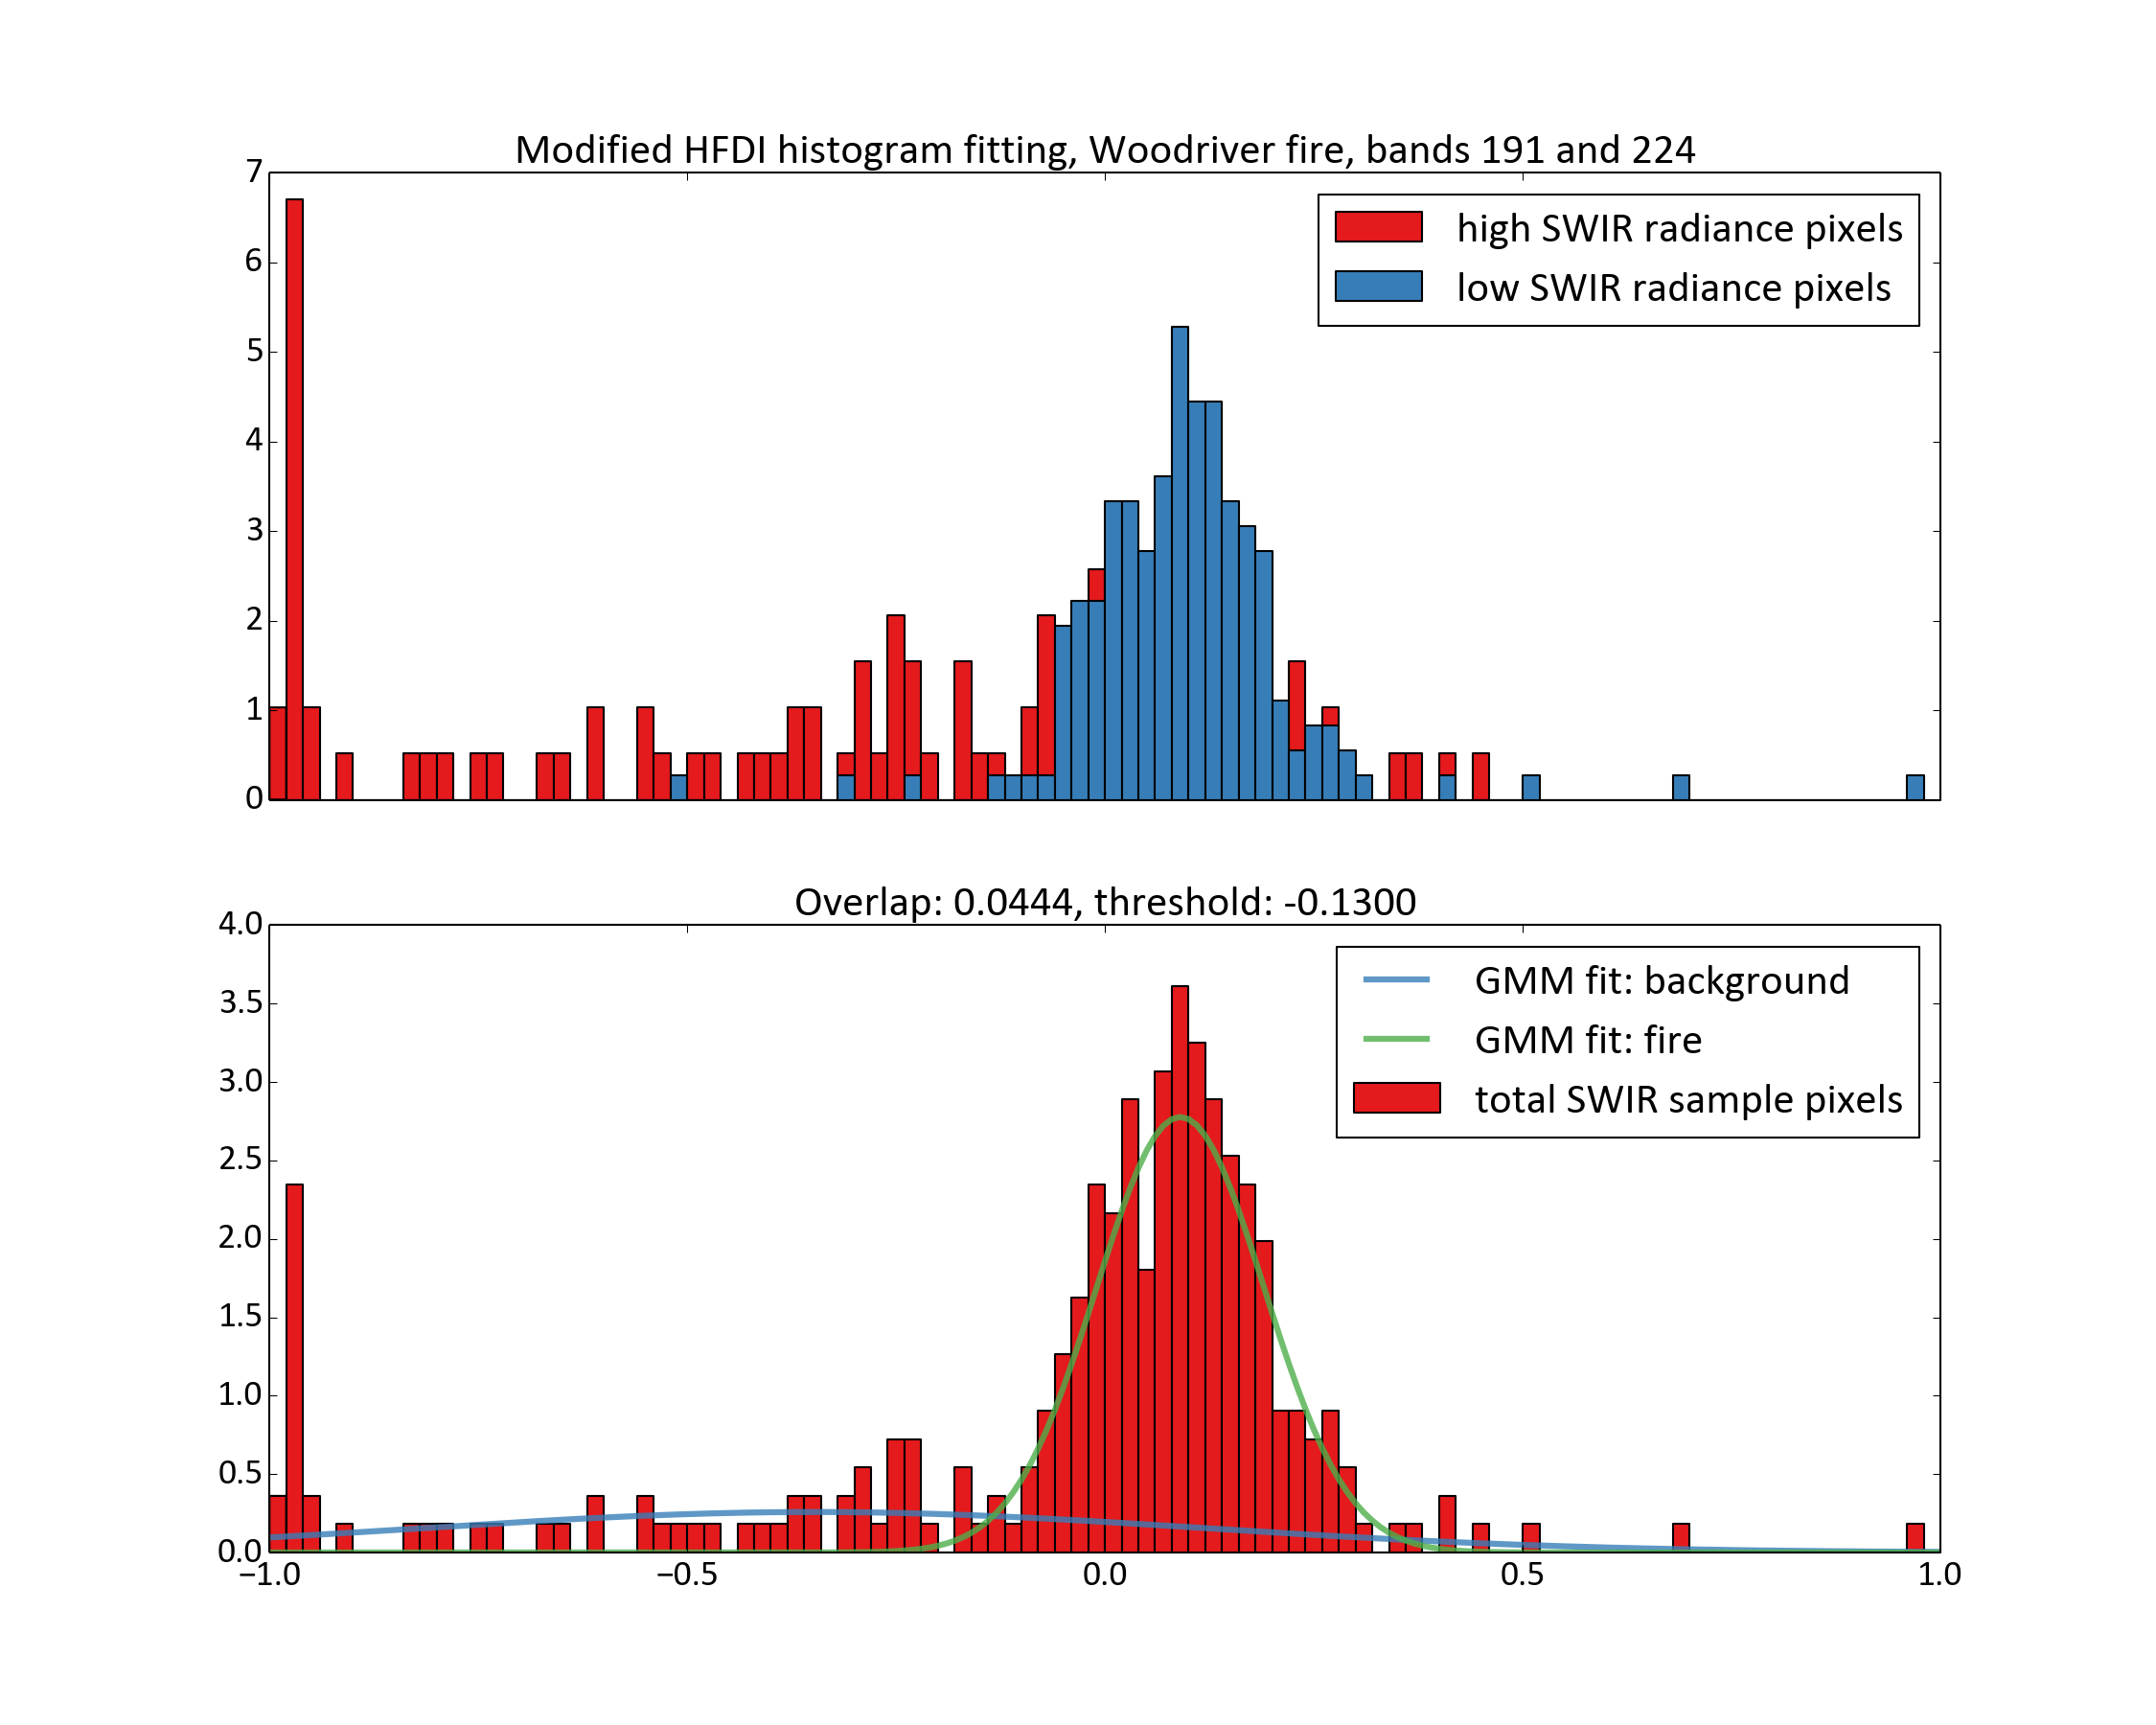 Modified HFDI histogram fitting, Woodriver fire, bands 191 and 224
7
6
5
4
3
2
1
0
high SWIR radiance pixels
low SWIR radiance pixels
Overlap: 0.0444, threshold: -0.1300
4.0
3.5
3.0
2.5
2.0
1.5
1.0
0.5
0.0
GMM fit: background
GMM fit: fire
total SWIR sample pixels
−1.0 −0.5 0.0 0.5 1.0